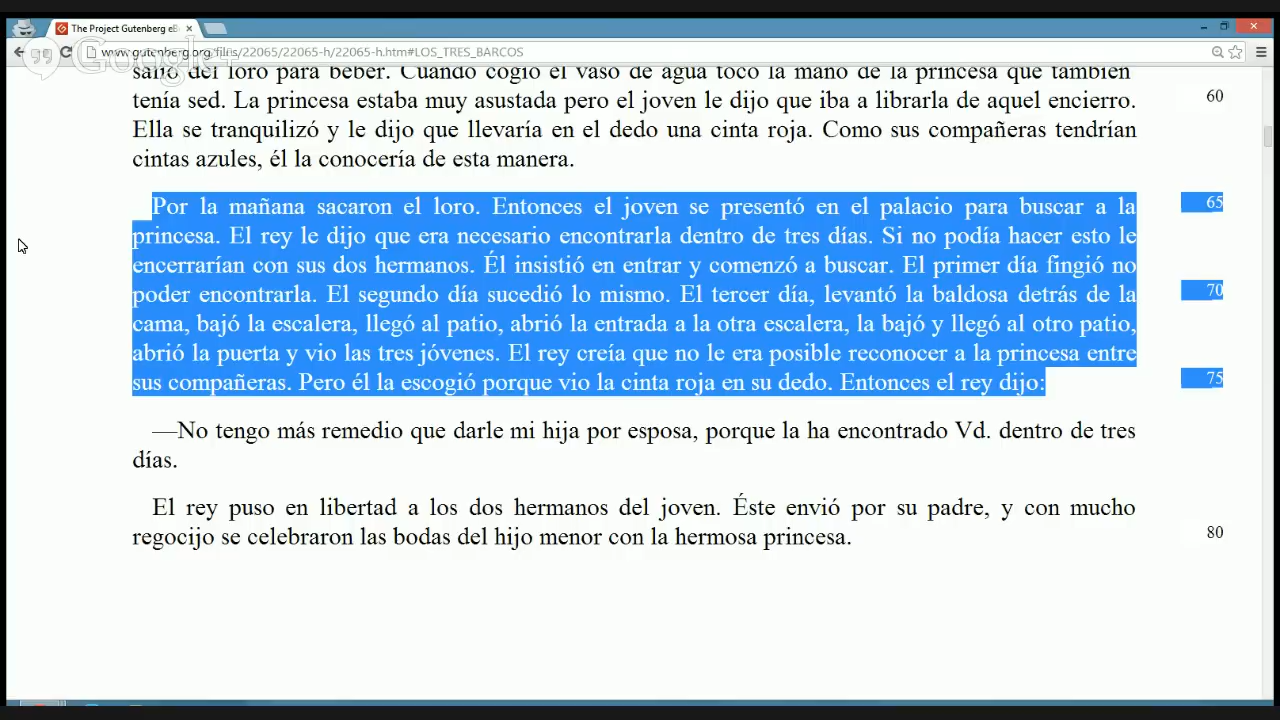 The Project Gutenberg eB
www.gutenberg.org/files/22065/22065-h/22065-h.htm#LOS_TRES_BARCOS
Google+
salió del loro para beber. Cuando cogió el vaso de agua tocó la mano de la princesa que también
tenía sed. La princesa estaba muy asustada pero el joven le dijo que iba a librarla de aquel encierro.
60
Ella se tranquilizó y le dijo que llevaría en el dedo una cinta roja. Como sus compañeras tendrían
cintas azules, él la conocería de esta manera.
Por la mañana sacaron el loro. Entonces el joven se presentó en el palacio para buscar a la
65
princesa. El rey le dijo que era necesario encontrarla dentro de tres días. Si no podía hacer esto le
encerrarían con sus dos hermanos. Él insistió en entrar y comenzó a buscar. El primer día fingió no
poder encontrarla. El segundo día sucedió lo mismo. El tercer día, levantó la baldosa detrás de la
70
cama, bajó la escalera, llegó al patio, abrió la entrada a la otra escalera, la bajó y llegó al otro patio,
abrió la puerta y vio las tres jóvenes. El rey creía que no le era posible reconocer a la princesa entre
sus compañeras. Pero él la escogió porque vio la cinta roja en su dedo. Entonces el rey dijo:
75
—No tengo más remedio que darle mi hija por esposa, porque la ha encontrado Vd. dentro de tres
días.
El rey puso en libertad a los dos hermanos del joven. Éste envió por su padre, y con mucho
regocijo se celebraron las bodas del hijo menor con la hermosa princesa.
80